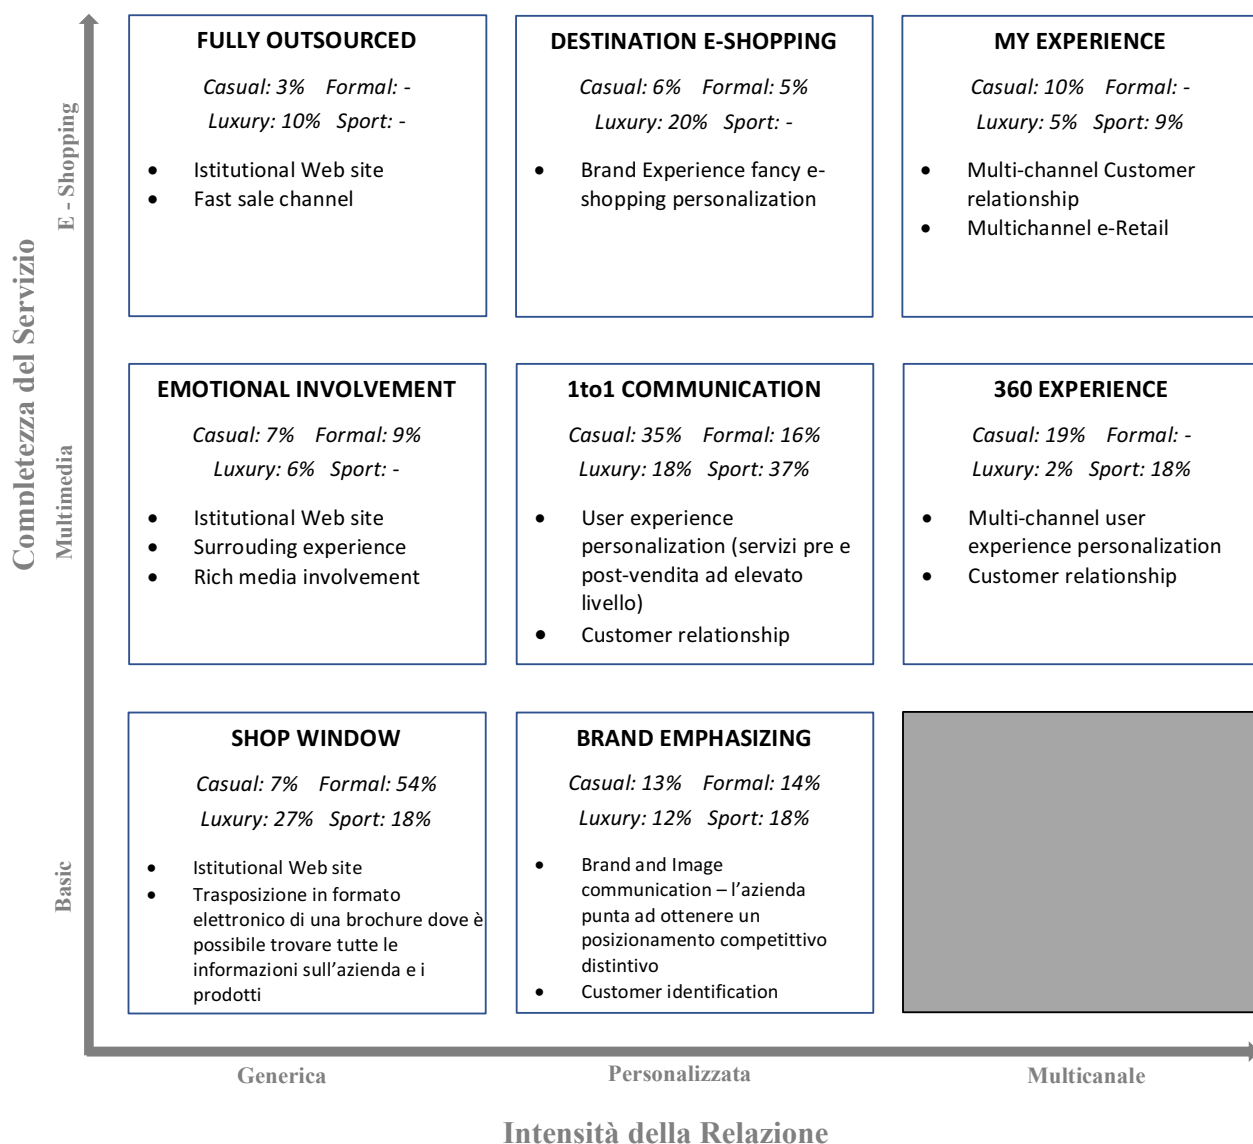 FULLY OUTSOURCED
Casual: 3% Formal: -
Luxury: 10% Sport: -
• Istitutional Web site
• Fast sale channel
DESTINATION E-SHOPPING
Casual: 6% Formal: 5%
Luxury: 20% Sport: -
• Brand Experience fancy e-
shopping personalization
MY EXPERIENCE
Casual: 10% Formal: -
Luxury: 5% Sport: 9%
• Multi-channel Customer
relationship
• Multichannel e-Retail
EMOTIONAL INVOLVEMENT
Casual: 7% Formal: 9%
Luxury: 6% Sport: -
• Istitutional Web site
• Surrouding experience
• Rich media involvement
1to1 COMMUNICATION
Casual: 35% Formal: 16%
Luxury: 18% Sport: 37%
• User experience
personalization (servizi pre e
post-vendita ad elevato
livello)
• Customer relationship
360 EXPERIENCE
Casual: 19% Formal: -
Luxury: 2% Sport: 18%
• Multi-channel user
experience personalization
• Customer relationship
SHOP WINDOW
Casual: 7% Formal: 54%
Luxury: 27% Sport: 18%
• Istitutional Web site
• Trasposizione in formato
elettronico di una brochure dove è
possibile trovare tutte le
informazioni sull’azienda e i
prodotti
BRAND EMPHASIZING
Casual: 13% Formal: 14%
Luxury: 12% Sport: 18%
• Brand and Image
communication – l’azienda
punta ad ottenere un
posizionamento competittivo
distintivo
• Customer identification
Completezza del Servizio
E - Shopping
Multimedia
Basic
Generica
Personalizzata
Multicanale
Intensità della Relazione